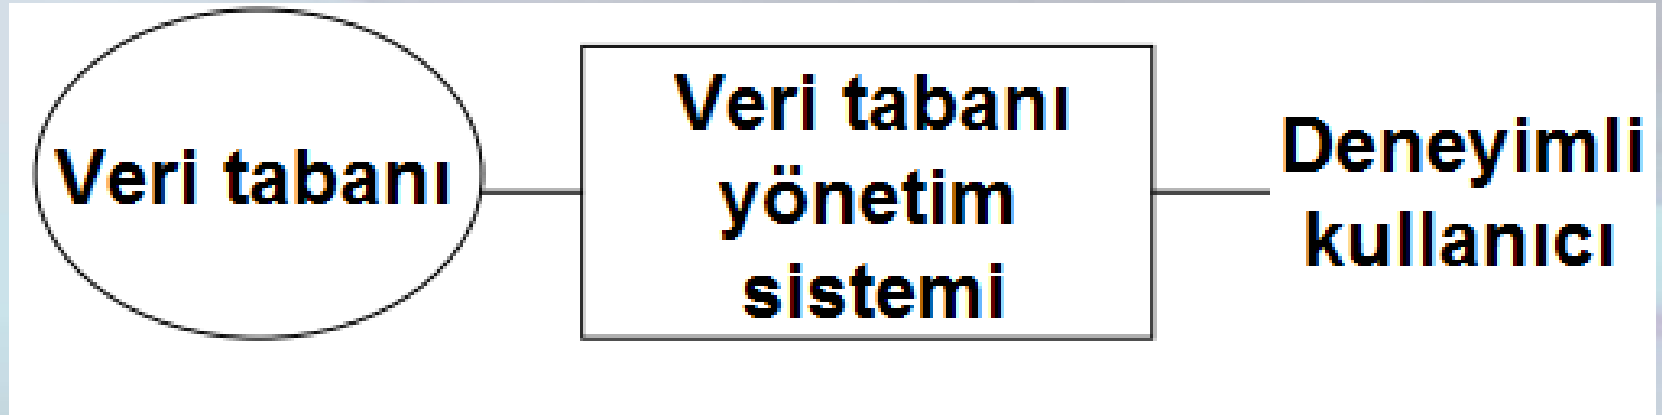 Veri tabanı
Veri tabanı
yönetim
sistemi
Deneyimli
kullanıcı